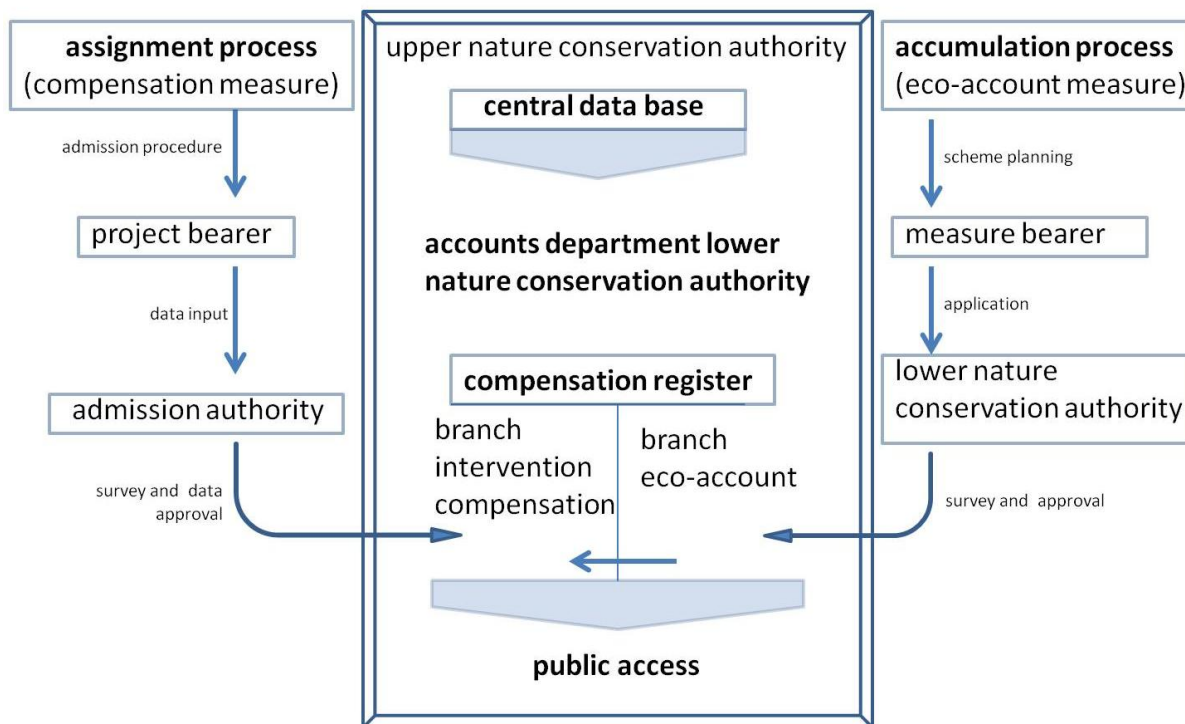 assignment process
(compensation measure)
admission procedure
project bearer
data input
admission authority
survey and data
approval
upper nature conservation authority
central data base
accounts department lower
nature conservation authority
compensation register
branch
intervention
compensation
branch
eco-account
public access
accumulation process
(eco-account measure)
scheme planning
measure bearer
application
lower nature
conservation authority
survey and approval